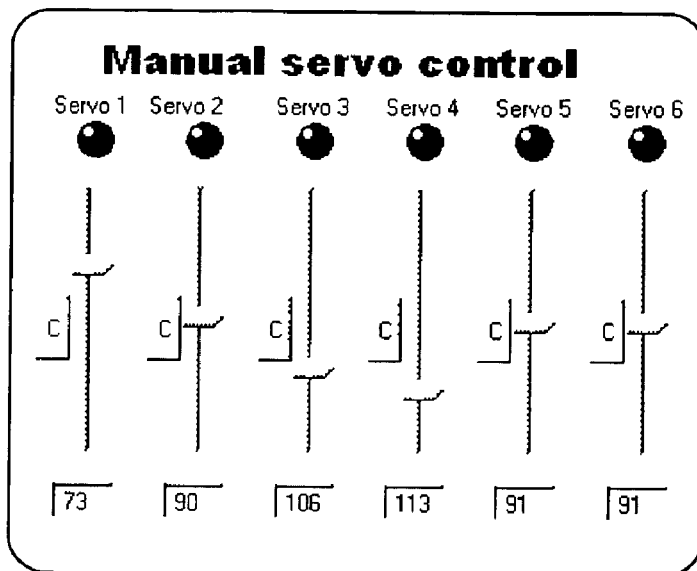 Manual servo control
Servo 1 Servo 2 Servo 3 Servo 4 Servo 5 Servo 6
C C C C C C
73 90 106 113 91 91